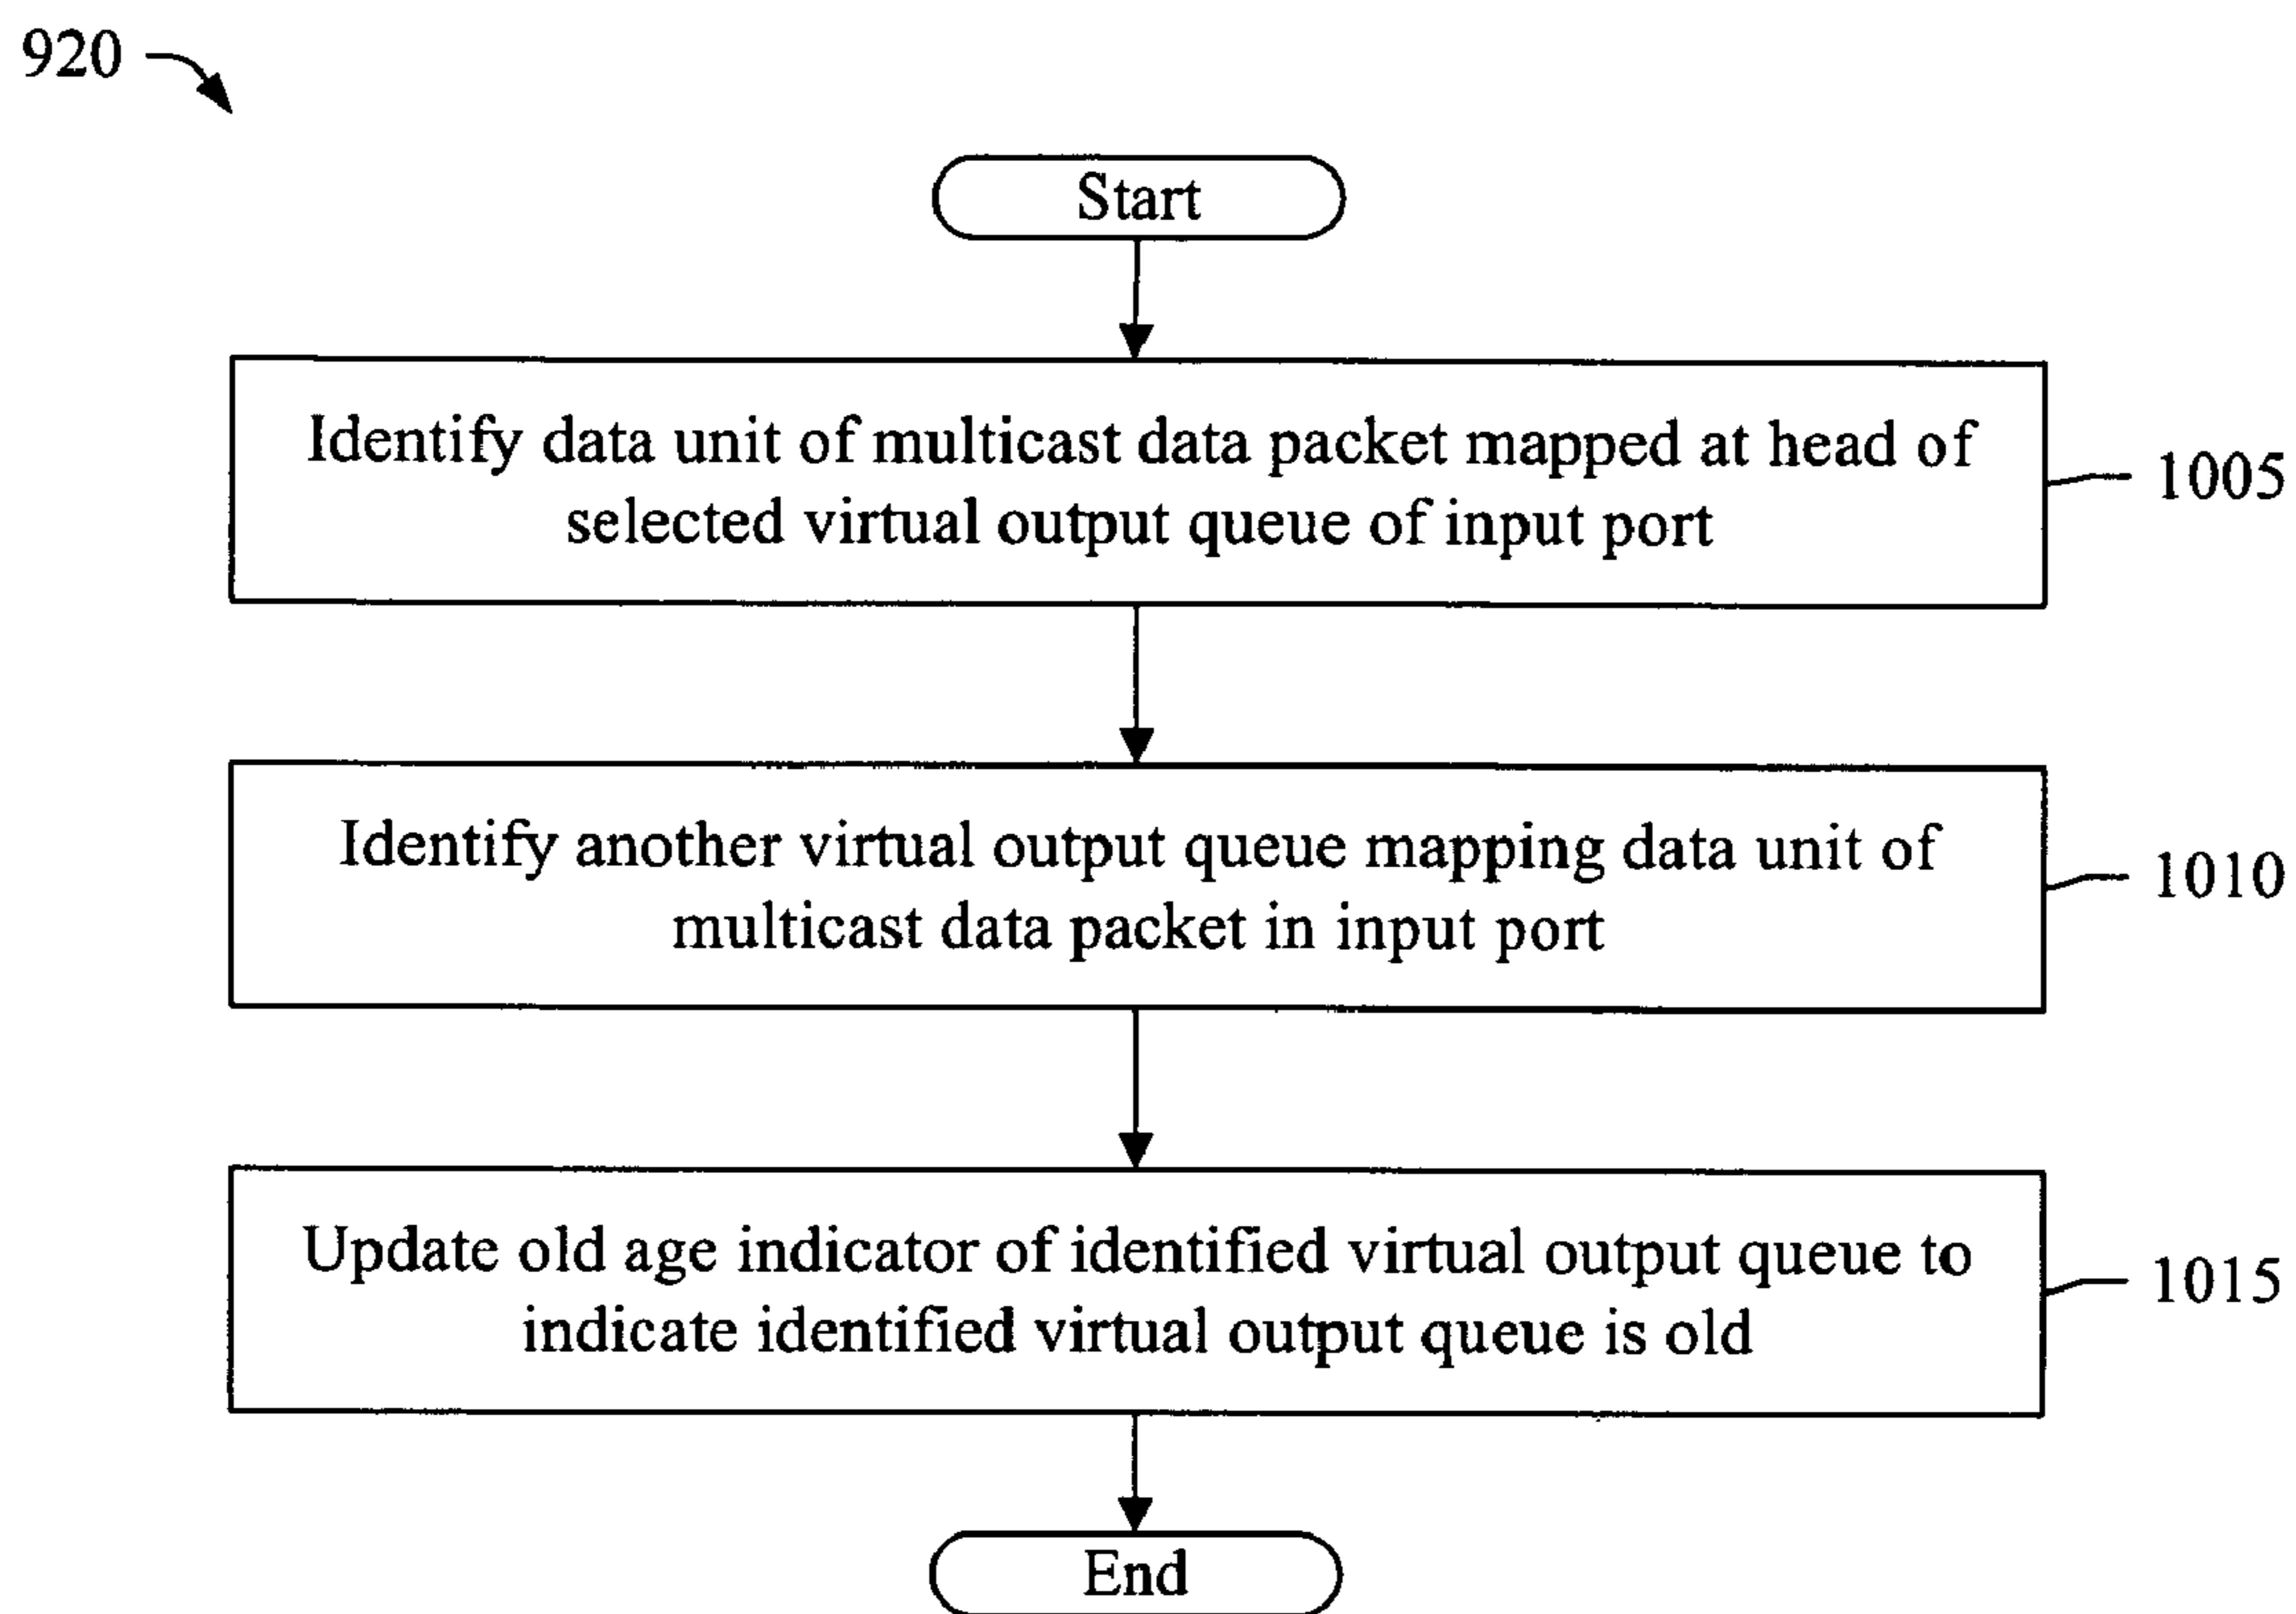 920
Start
Identify data unit of multicast data packet mapped at head of
selected virtual output queue of input port
1005
Identify another virtual output queue mapping data unit of
multicast data packet in input port
1010
Update old age indicator of identified virtual output queue to
indicate identified virtual output queue is old
1015
End